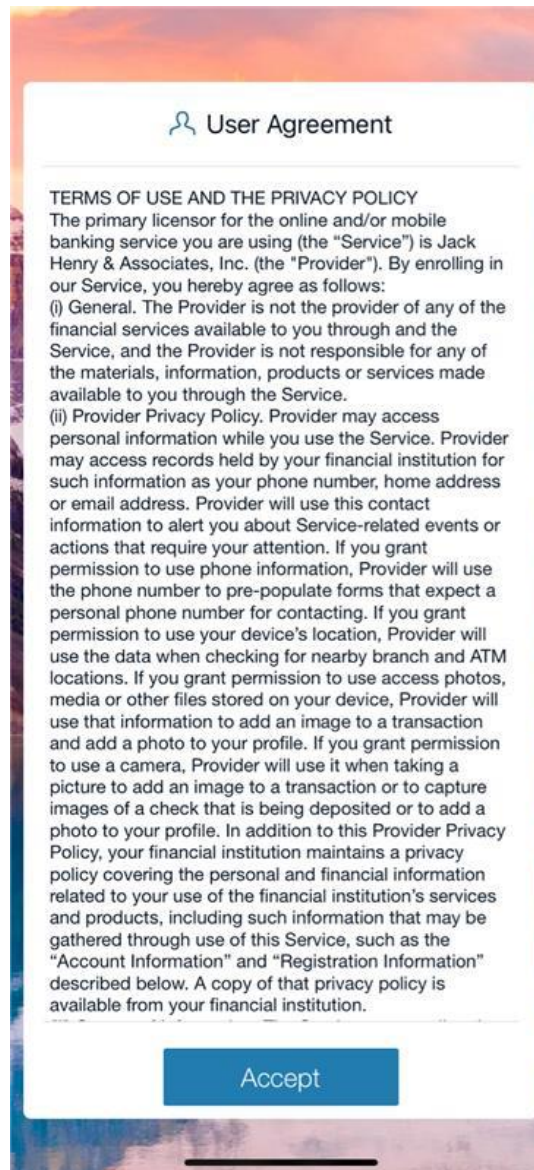 User Agreement
TERMS OF USE AND THE PRIVACY POLICY
The primary licensor for the online and/or mobile
banking service you are using (the “Service”) is Jack
Henry & Associates, Inc. (the "Provider"). By enrolling in
our Service, you hereby agree as follows:
(i) General. The Provider is not the provider of any of the
financial services available to you through and the
Service, and the Provider is not responsible for any of
the materials, information, products or services made
available to you through the Service.
(ii) Provider Privacy Policy. Provider may access
personal information while you use the Service. Provider
may access records held by your financial institution for
such information as your phone number, home address
or email address. Provider will use this contact
information to alert you about Service-related events or
actions that require your attention. If you grant
permission to use phone information, Provider will use
the phone number to pre-populate forms that expect a
personal phone number for contacting. If you grant
permission to use your device’s location, Provider will
use the data when checking for nearby branch and ATM
locations. If you grant permission to use access photos,
media or other files stored on your device, Provider will
use that information to add an image to a transaction
and add a photo to your profile. If you grant permission
to use a camera, Provider will use it when taking a
picture to add an image to a transaction or to capture
images of a check that is being deposited or to add a
photo to your profile. In addition to this Provider Privacy
Policy, your financial institution maintains a privacy
policy covering the personal and financial information
related to your use of the financial institution’s services
and products, including such information that may be
gathered through use of this Service, such as the
“Account Information” and “Registration Information”
described below. A copy of that privacy policy is
available from your financial institution.
Accept